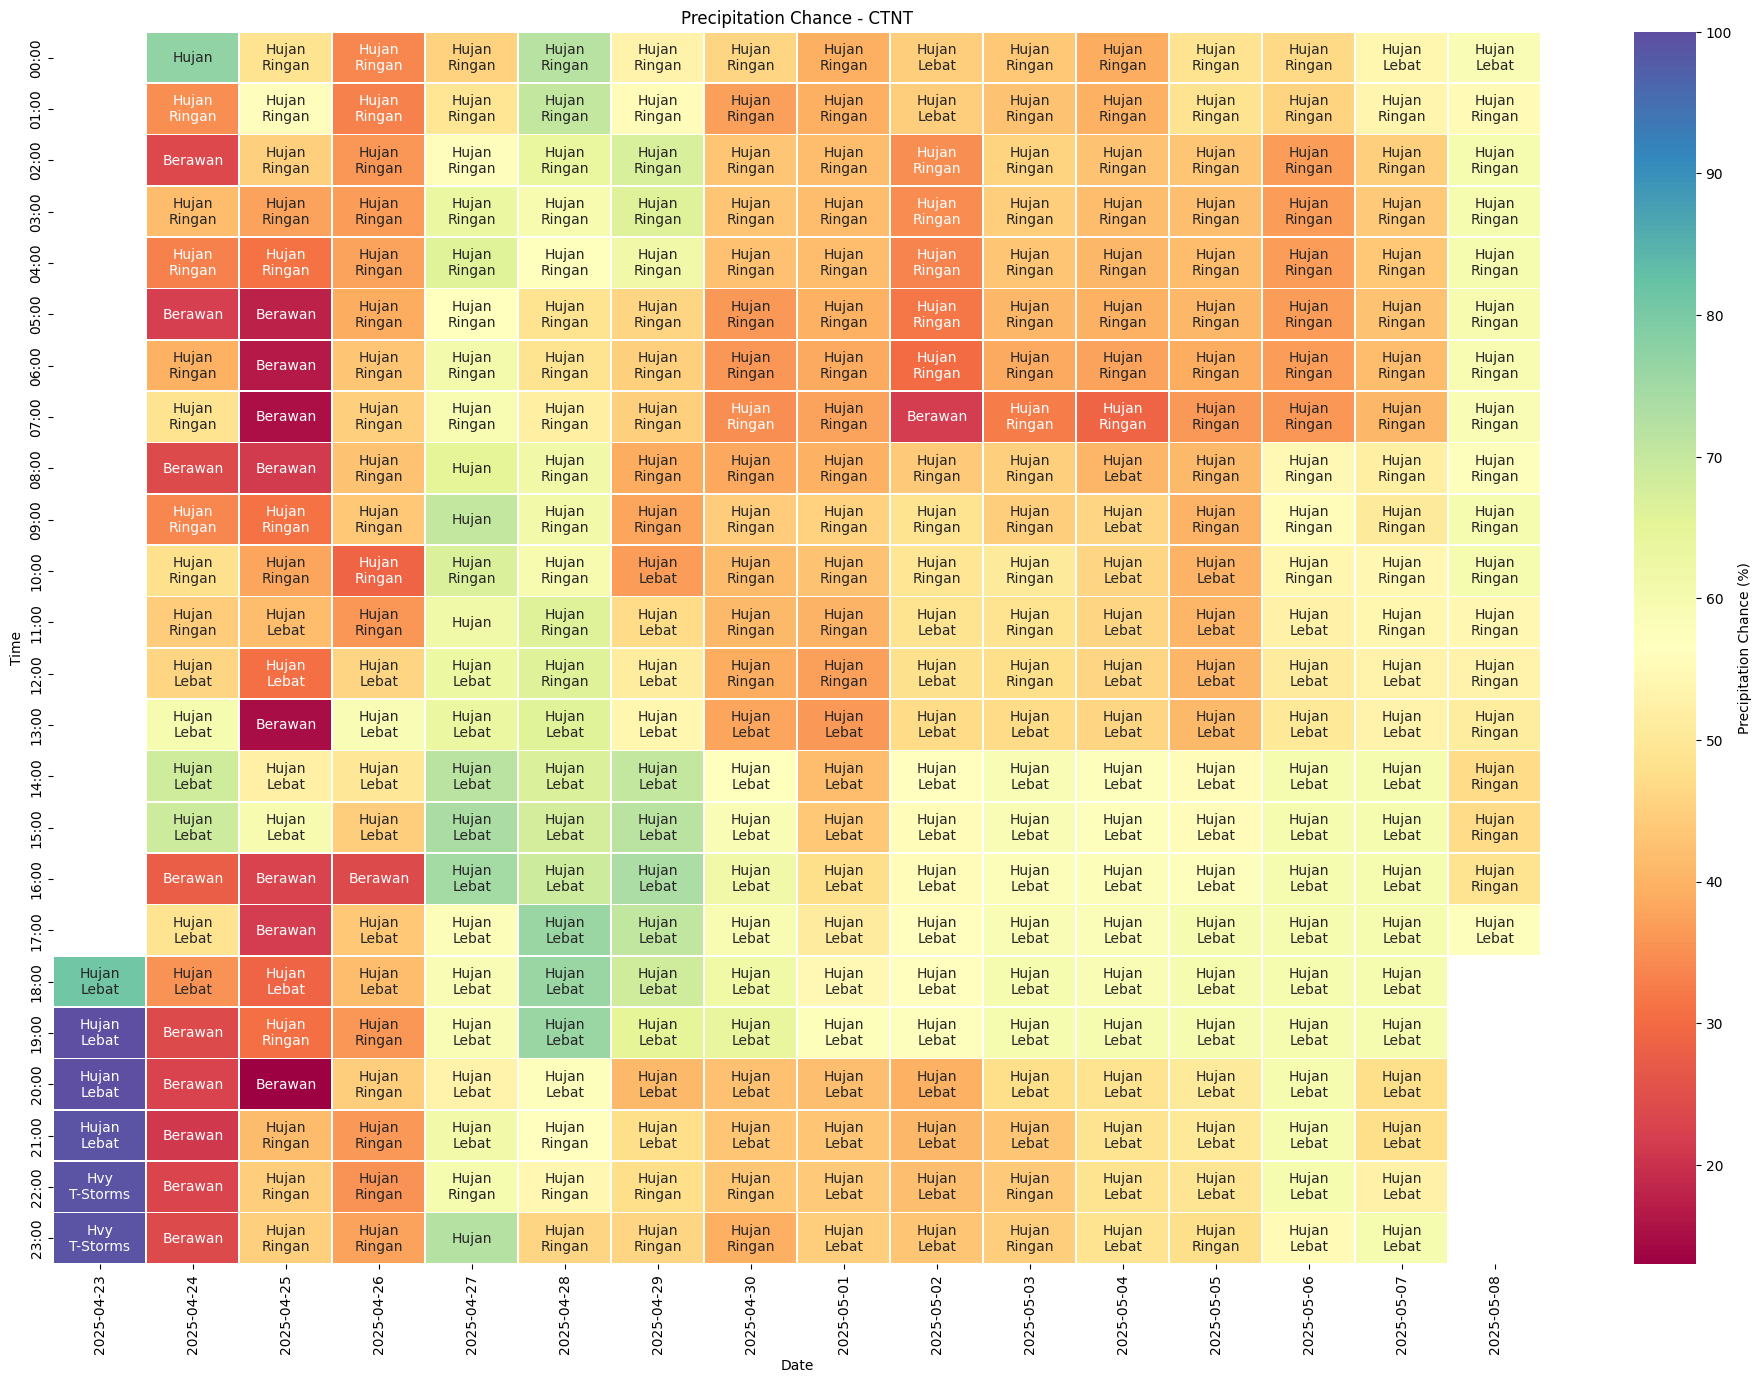 Precipitation Chance - CTNT
00:00 Hujan Hujan Ringan Hujan Ringan Hujan Ringan Hujan Ringan Hujan Ringan Hujan Ringan Hujan Ringan Hujan Lebat Hujan Ringan Hujan Ringan Hujan Ringan Hujan Ringan Hujan Lebat Hujan Lebat 100
01:00 Hujan Ringan Hujan Ringan Hujan Ringan Hujan Ringan Hujan Ringan Hujan Ringan Hujan Ringan Hujan Ringan Hujan Lebat Hujan Ringan Hujan Ringan Hujan Ringan Hujan Ringan Hujan Ringan Hujan Ringan
02:00 Berawan Hujan Ringan Hujan Ringan Hujan Ringan Hujan Ringan Hujan Ringan Hujan Ringan Hujan Ringan Hujan Ringan Hujan Ringan Hujan Ringan Hujan Ringan Hujan Ringan Hujan Ringan Hujan Ringan 90
03:00 Hujan Ringan Hujan Ringan Hujan Ringan Hujan Ringan Hujan Ringan Hujan Ringan Hujan Ringan Hujan Ringan Hujan Ringan Hujan Ringan Hujan Ringan Hujan Ringan Hujan Ringan Hujan Ringan Hujan Ringan
04:00 Hujan Ringan Hujan Ringan Hujan Ringan Hujan Ringan Hujan Ringan Hujan Ringan Hujan Ringan Hujan Ringan Hujan Ringan Hujan Ringan Hujan Ringan Hujan Ringan Hujan Ringan Hujan Ringan Hujan Ringan
05:00 Berawan Berawan Hujan Ringan Hujan Ringan Hujan Ringan Hujan Ringan Hujan Ringan Hujan Ringan Hujan Ringan Hujan Ringan Hujan Ringan Hujan Ringan Hujan Ringan Hujan Ringan Hujan Ringan 80
06:00 Hujan Ringan Berawan Hujan Ringan Hujan Ringan Hujan Ringan Hujan Ringan Hujan Ringan Hujan Ringan Hujan Ringan Hujan Ringan Hujan Ringan Hujan Ringan Hujan Ringan Hujan Ringan Hujan Ringan
07:00 Hujan Ringan Berawan Hujan Ringan Hujan Ringan Hujan Ringan Hujan Ringan Hujan Ringan Hujan Ringan Berawan Hujan Ringan Hujan Ringan Hujan Ringan Hujan Ringan Hujan Ringan Hujan Ringan
08:00 Berawan Berawan Hujan Ringan Hujan Hujan Ringan Hujan Ringan Hujan Ringan Hujan Ringan Hujan Ringan Hujan Ringan Hujan Lebat Hujan Ringan Hujan Ringan Hujan Ringan Hujan Ringan 70
09:00 Hujan Ringan Hujan Ringan Hujan Ringan Hujan Hujan Ringan Hujan Ringan Hujan Ringan Hujan Ringan Hujan Ringan Hujan Ringan Hujan Lebat Hujan Ringan Hujan Ringan Hujan Ringan Hujan Ringan
10:00 Hujan Ringan Hujan Ringan Hujan Ringan Hujan Ringan Hujan Ringan Hujan Lebat Hujan Ringan Hujan Ringan Hujan Ringan Hujan Ringan Hujan Lebat Hujan Lebat Hujan Ringan Hujan Ringan Hujan Ringan
11:00 Hujan Ringan Hujan Lebat Hujan Ringan Hujan Hujan Ringan Hujan Lebat Hujan Ringan Hujan Ringan Hujan Lebat Hujan Ringan Hujan Lebat Hujan Lebat Hujan Lebat Hujan Ringan Hujan Ringan 60
Time
Precipitation Chance (%)
12:00 Hujan Lebat Hujan Lebat Hujan Lebat Hujan Lebat Hujan Ringan Hujan Lebat Hujan Ringan Hujan Ringan Hujan Lebat Hujan Ringan Hujan Lebat Hujan Lebat Hujan Lebat Hujan Lebat Hujan Ringan
13:00 Hujan Lebat Berawan Hujan Lebat Hujan Lebat Hujan Lebat Hujan Lebat Hujan Lebat Hujan Lebat Hujan Lebat Hujan Lebat Hujan Lebat Hujan Lebat Hujan Lebat Hujan Lebat Hujan Ringan 50
14:00 Hujan Lebat Hujan Lebat Hujan Lebat Hujan Lebat Hujan Lebat Hujan Lebat Hujan Lebat Hujan Lebat Hujan Lebat Hujan Lebat Hujan Lebat Hujan Lebat Hujan Lebat Hujan Lebat Hujan Ringan
15:00 Hujan Lebat Hujan Lebat Hujan Lebat Hujan Lebat Hujan Lebat Hujan Lebat Hujan Lebat Hujan Lebat Hujan Lebat Hujan Lebat Hujan Lebat Hujan Lebat Hujan Lebat Hujan Lebat Hujan Ringan
16:00 Berawan Berawan Berawan Hujan Lebat Hujan Lebat Hujan Lebat Hujan Lebat Hujan Lebat Hujan Lebat Hujan Lebat Hujan Lebat Hujan Lebat Hujan Lebat Hujan Lebat Hujan Ringan 40
17:00 Hujan Lebat Berawan Hujan Lebat Hujan Lebat Hujan Lebat Hujan Lebat Hujan Lebat Hujan Lebat Hujan Lebat Hujan Lebat Hujan Lebat Hujan Lebat Hujan Lebat Hujan Lebat Hujan Lebat
18:00 Hujan Lebat Hujan Lebat Hujan Lebat Hujan Lebat Hujan Lebat Hujan Lebat Hujan Lebat Hujan Lebat Hujan Lebat Hujan Lebat Hujan Lebat Hujan Lebat Hujan Lebat Hujan Lebat Hujan Lebat
19:00 Hujan Lebat Berawan Hujan Ringan Hujan Ringan Hujan Lebat Hujan Lebat Hujan Lebat Hujan Lebat Hujan Lebat Hujan Lebat Hujan Lebat Hujan Lebat Hujan Lebat Hujan Lebat Hujan Lebat 30
20:00 Hujan Lebat Berawan Berawan Hujan Ringan Hujan Lebat Hujan Lebat Hujan Lebat Hujan Lebat Hujan Lebat Hujan Lebat Hujan Lebat Hujan Lebat Hujan Lebat Hujan Lebat Hujan Lebat
21:00 Hujan Lebat Berawan Hujan Ringan Hujan Ringan Hujan Lebat Hujan Ringan Hujan Lebat Hujan Lebat Hujan Lebat Hujan Lebat Hujan Lebat Hujan Lebat Hujan Lebat Hujan Lebat Hujan Lebat 20
22:00 Hvy T-Storms Berawan Hujan Ringan Hujan Ringan Hujan Ringan Hujan Ringan Hujan Ringan Hujan Ringan Hujan Lebat Hujan Lebat Hujan Ringan Hujan Lebat Hujan Lebat Hujan Lebat Hujan Lebat
23:00 Hvy T-Storms Berawan Hujan Ringan Hujan Ringan Hujan Hujan Ringan Hujan Ringan Hujan Ringan Hujan Lebat Hujan Lebat Hujan Ringan Hujan Lebat Hujan Ringan Hujan Lebat Hujan Lebat
2025-04-23 2025-04-24 2025-04-25 2025-04-26 2025-04-27 2025-04-28 2025-04-29 2025-04-30 2025-05-01 2025-05-02 2025-05-03 2025-05-04 2025-05-05 2025-05-06 2025-05-07 2025-05-08
Date